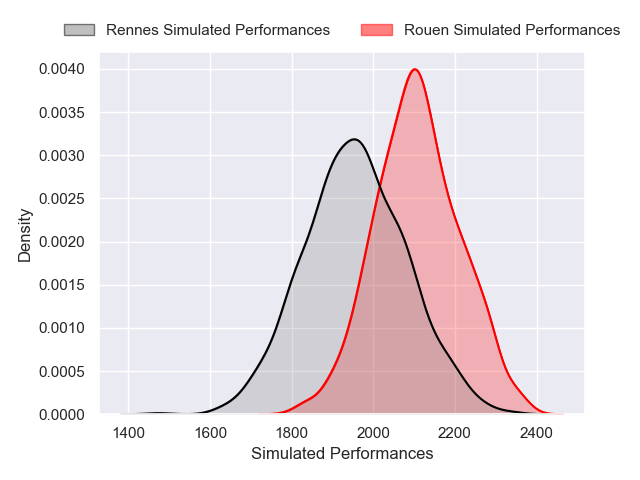 Rennes Simulated Performances
Rouen Simulated Performances
0.0040
0.0035
0.0030
0.0025
0.0020
0.0015
0.0010
0.0005
0.0000
Density
1400 1600 1800 2000 2200 2400
Simulated Performances